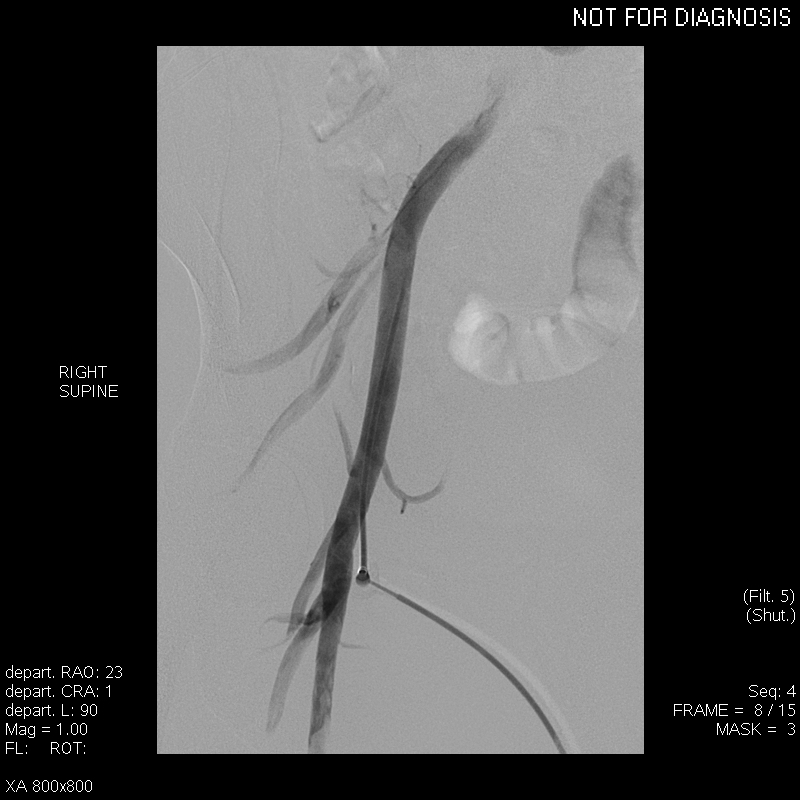 NOT FOR DIAGNOSIS
RIGHT
SUPINE
(Filt. 5)
(Shut.)
depart. RAO: 23
depart. CRA: 1
depart. L: 90
Mag = 1.00
FL: ROT:
Seq: 4
FRAME = 8 / 15
MASK = 3
XA 800x800